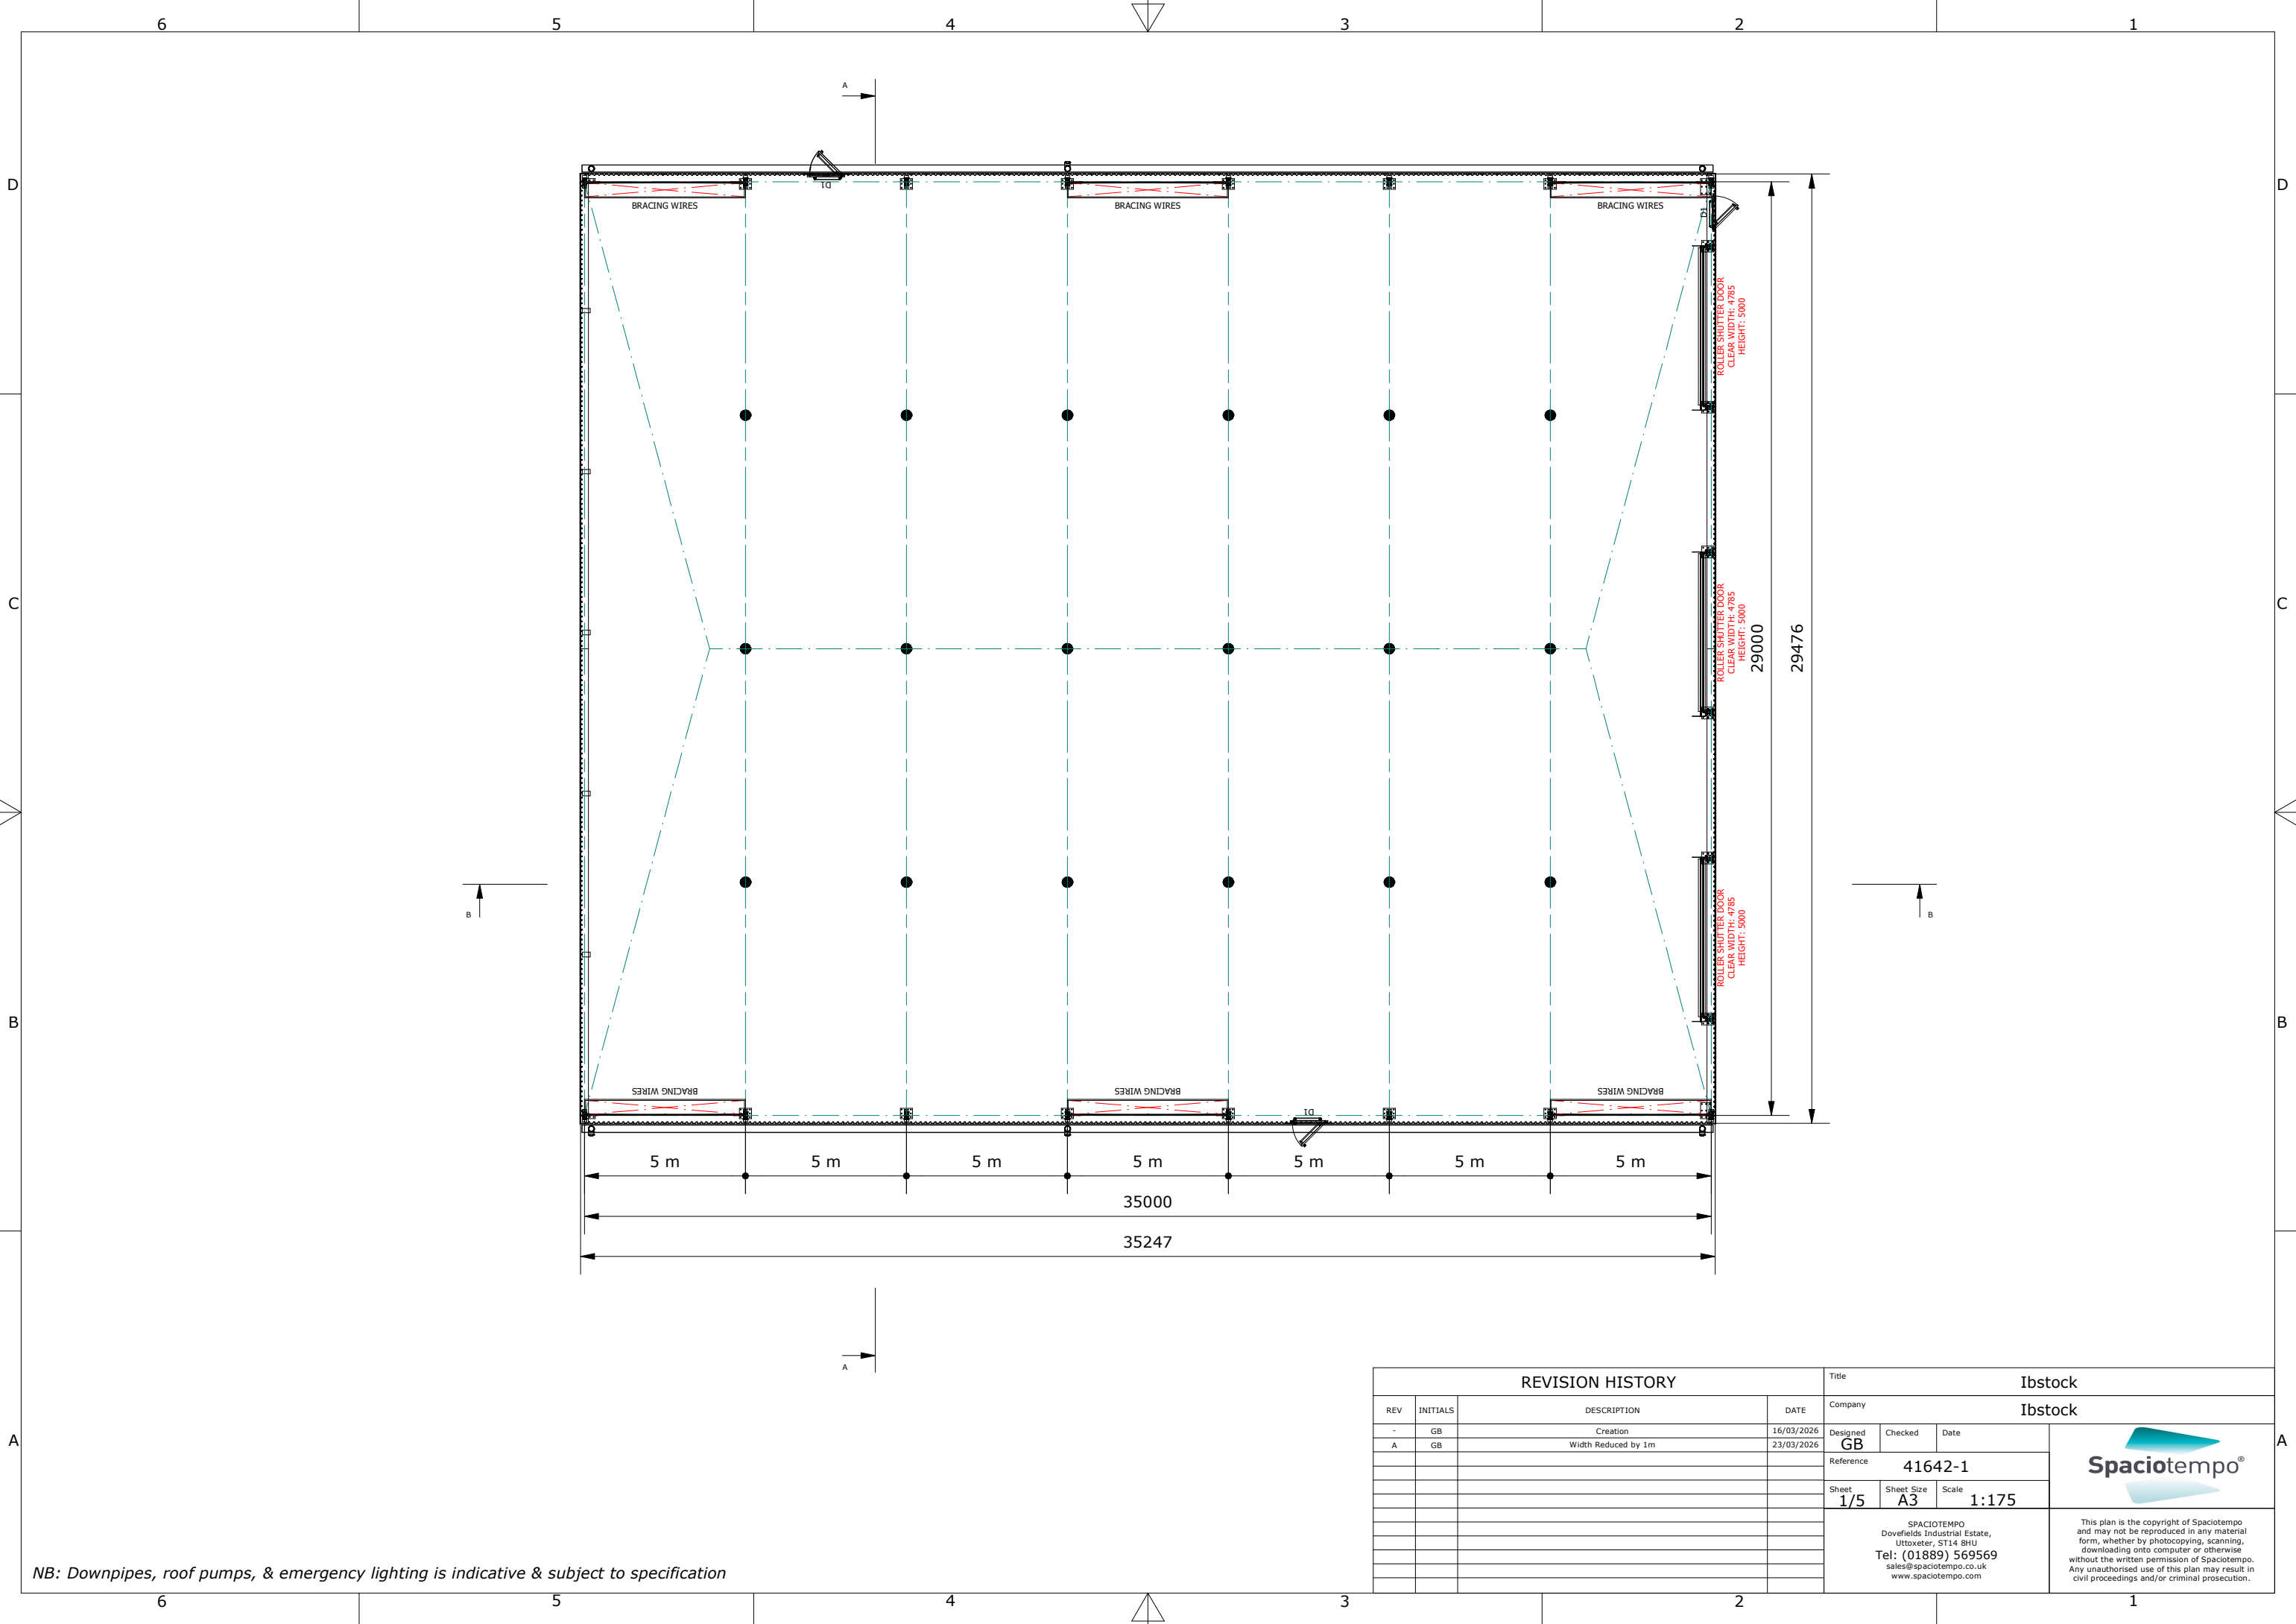 6 5 4 3 2 1
A
D D
D1
BRACING WIRES BRACING WIRES BRACING WIRES
D1
ROLLER SHUTTER DOOR
CLEAR WIDTH: 4785
HEIGHT: 5000
C C
ROLLER SHUTTER DOOR
CLEAR WIDTH: 4785
HEIGHT: 5000
29000
29476
ROLLER SHUTTER DOOR
CLEAR WIDTH: 4785
HEIGHT: 5000
B B
B B
BRACING WIRES BRACING WIRES BRACING WIRES
D1
5 m 5 m 5 m 5 m 5 m 5 m 5 m
35000
35247
A
A A
REVISION HISTORY
REV INITIALS DESCRIPTION DATE
- GB Creation 16/03/2026
A GB Width Reduced by 1m 23/03/2026
Title Ibstock
Company Ibstock
Designed GB Checked Date
Reference 41642-1
Sheet 1/5 Sheet Size A3 Scale 1:175
Spaciotempo®
SPACIOTEMPO
Dovefields Industrial Estate,
Uttoxeter, ST14 8HU
Tel: (01889) 569569
sales@spaciotempo.co.uk
www.spaciotempo.com
This plan is the copyright of Spaciotempo
and may not be reproduced in any material
form, whether by photocopying, scanning,
downloading onto computer or otherwise
without the written permission of Spaciotempo.
Any unauthorised use of this plan may result in
civil proceedings and/or criminal prosecution.
NB: Downpipes, roof pumps, & emergency lighting is indicative & subject to specification
6 5 4 3 2 1